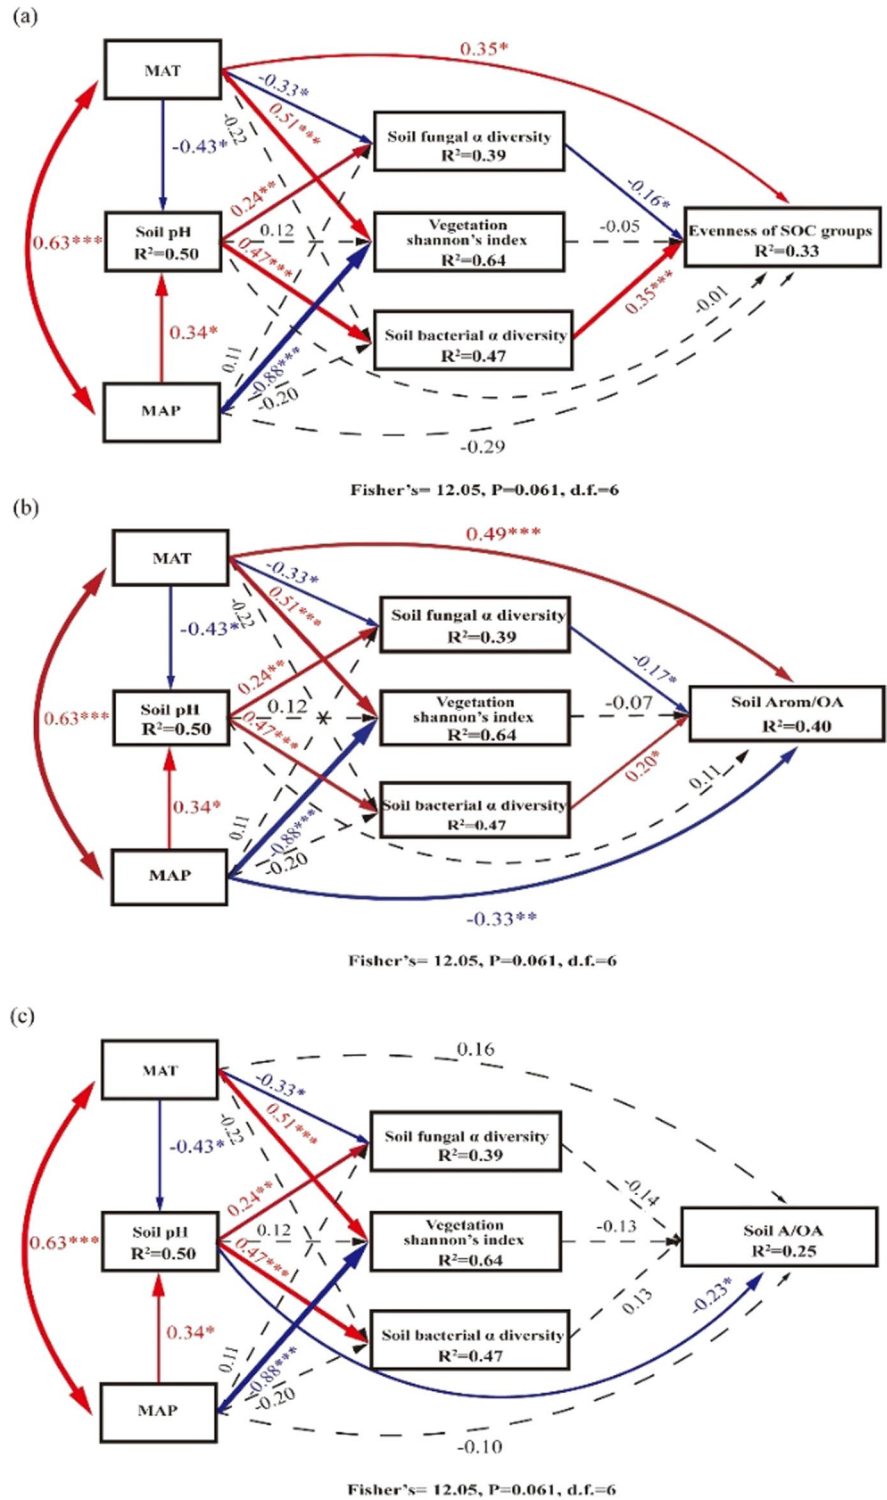 (a)
0.35*
MAT
-0.33*
0.51***
-0.22
Soil fungal α diversity
R²=0.39
-0.43*
-0.16*
0.24**
0.63***
Soil pH
R²=0.50
0.12
Vegetation
shannon's index
R²=0.64
-0.05
Evenness of SOC groups
R²=0.33
0.47***
0.35***
-0.01
0.34*
Soil bacterial α diversity
R²=0.47
0.11
-0.88***
-0.20
MAP
-0.29
Fisher's= 12.05, P=0.061, d.f.=6
(b)
0.49***
MAT
-0.33*
0.51***
-0.22
Soil fungal α diversity
R²=0.39
-0.43*
-0.17*
0.24**
0.63***
Soil pH
R²=0.50
0.12
Vegetation
shannon's index
R²=0.64
-0.07
Soil Arom/OA
R²=0.40
0.47***
0.20*
0.11
0.34*
Soil bacterial α diversity
R²=0.47
0.11
-0.88***
-0.20
MAP
-0.33**
Fisher's= 12.05, P=0.061, d.f.=6
(c)
0.16
MAT
-0.33*
0.51***
-0.22
Soil fungal α diversity
R²=0.39
-0.43*
-0.14
0.24**
0.63***
Soil pH
R²=0.50
0.12
Vegetation
shannon's index
R²=0.64
-0.13
Soil A/OA
R²=0.25
0.47***
0.13
-0.23*
0.34*
Soil bacterial α diversity
R²=0.47
0.11
-0.88***
-0.20
MAP
-0.10
Fisher's= 12.05, P=0.061, d.f.=6